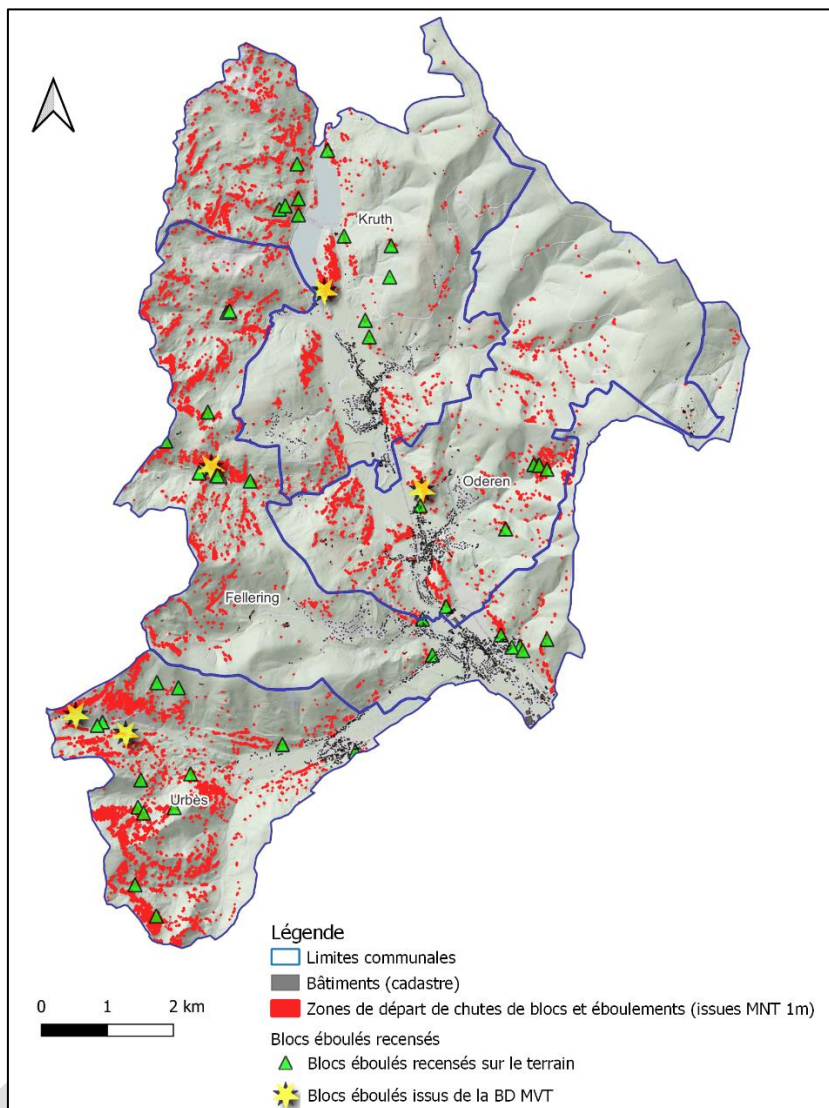 Kruth
Oderen
Fellering
Urbès
Légende
Limites communales
Bâtiments (cadastre)
Zones de départ de chutes de blocs et éboulements (issues MNT 1m)
Blocs éboulés recensés
Blocs éboulés recensés sur le terrain
Blocs éboulés issus de la BD MVT
0 1 2 km